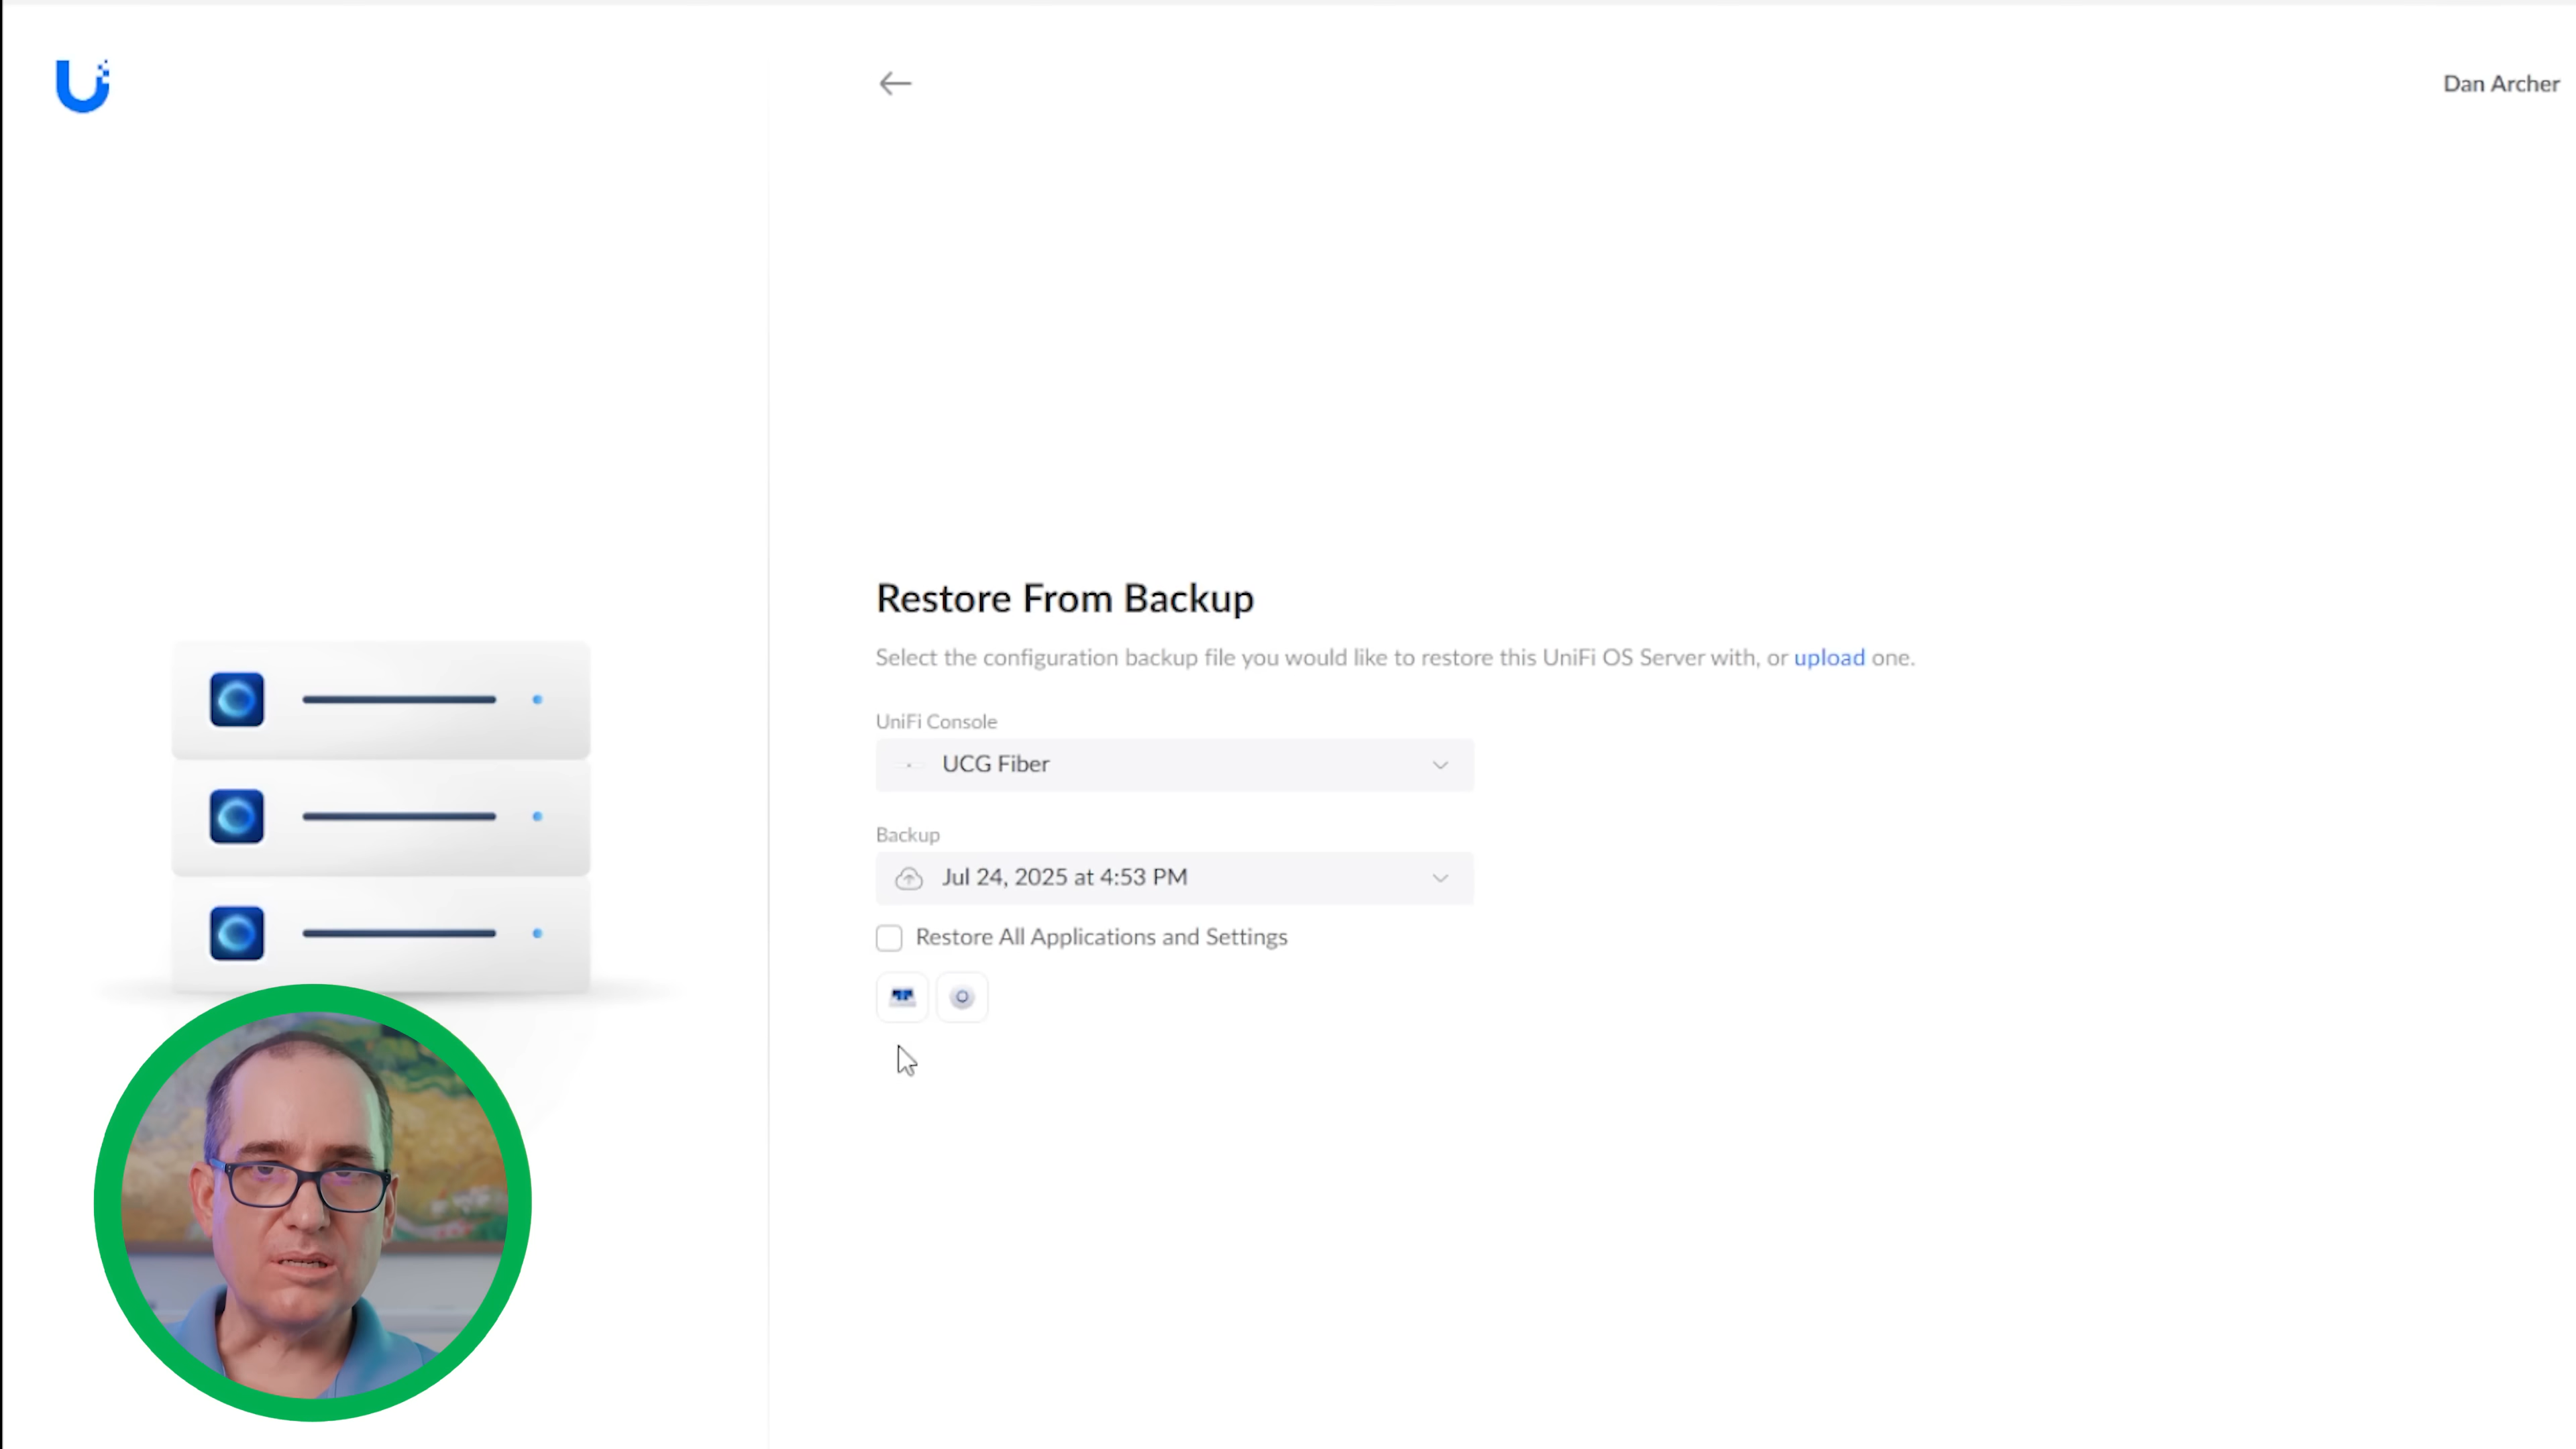 Dan Archer
Restore From Backup
Select the configuration backup file you would like to restore this UniFi OS Server with, or upload one.
UniFi Console
UCG Fiber
Backup
Jul 24, 2025 at 4:53 PM
Restore All Applications and Settings